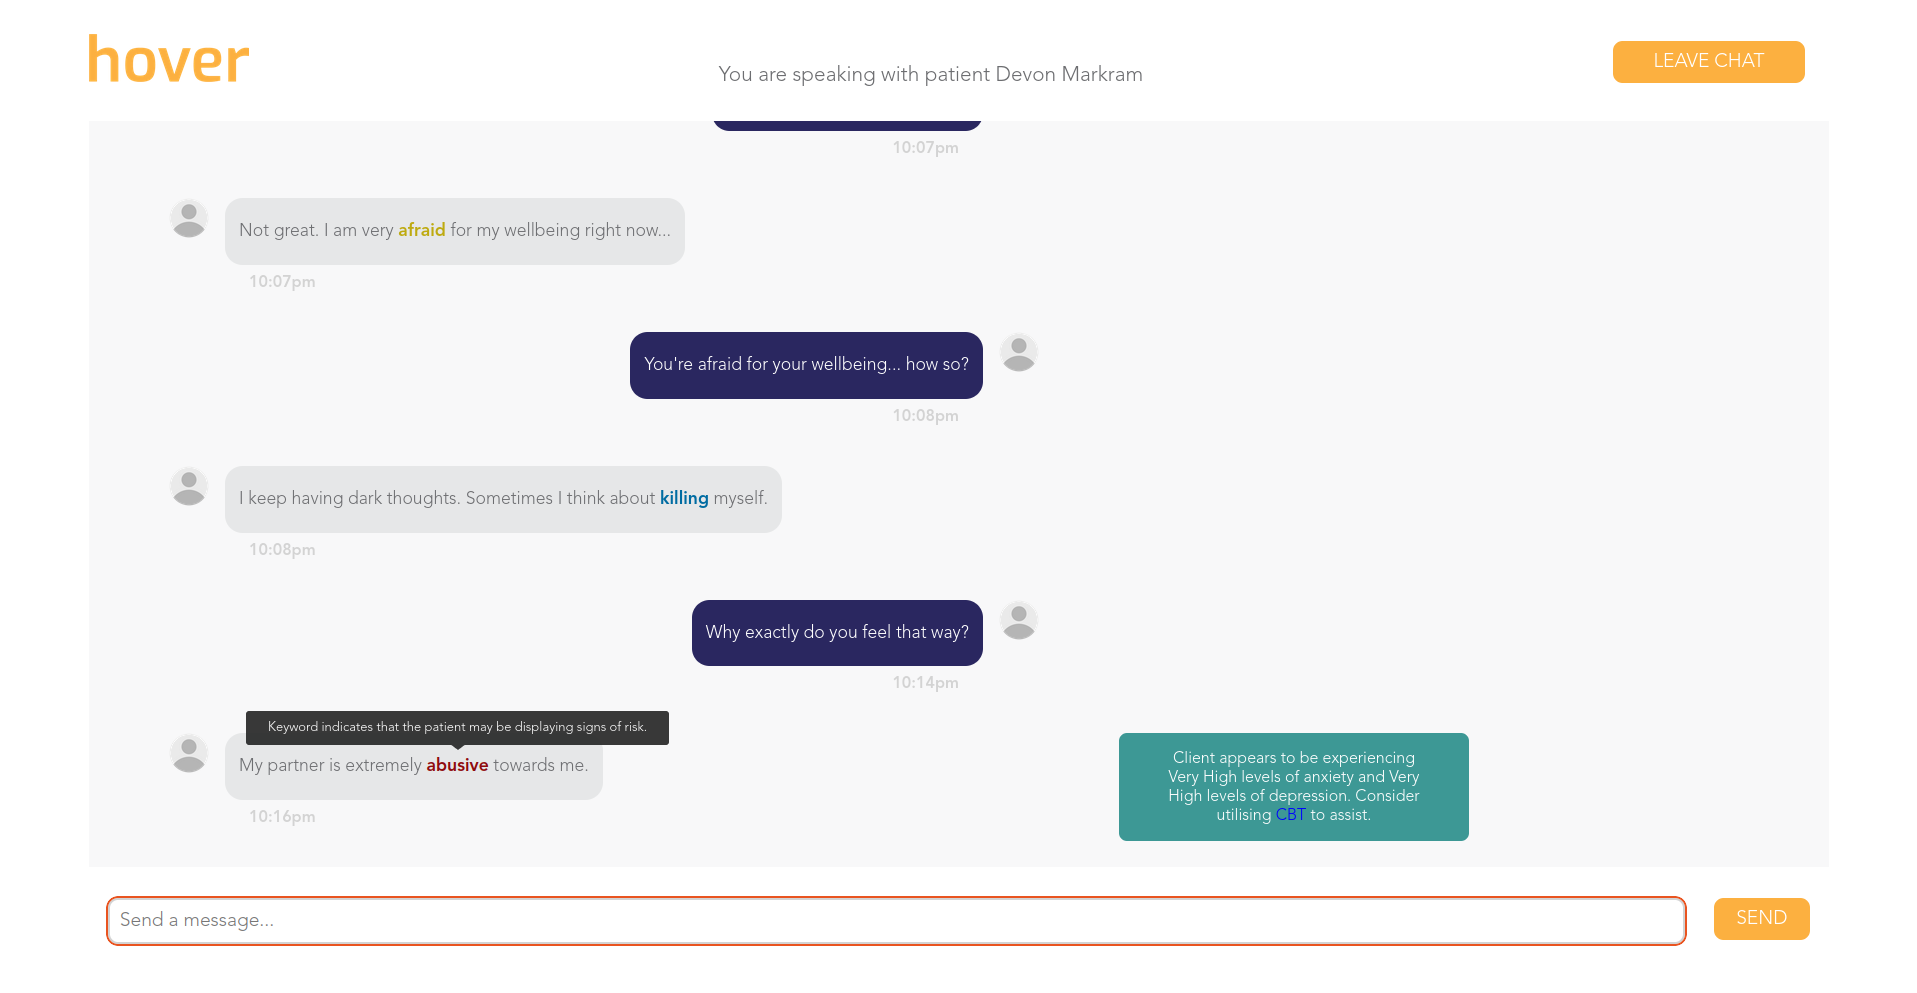 hover
You are speaking with patient Devon Markram
LEAVE CHAT
10:07pm
Not great. I am very afraid for my wellbeing right now...
10:07pm
You're afraid for your wellbeing... how so?
10:08pm
I keep having dark thoughts. Sometimes I think about killing myself.
10:08pm
Why exactly do you feel that way?
10:14pm
Keyword indicates that the patient may be displaying signs of risk.
My partner is extremely abusive towards me.
10:16pm
Client appears to be experiencing
Very High levels of anxiety and Very
High levels of depression. Consider
utilising CBT to assist.
Send a message...
SEND